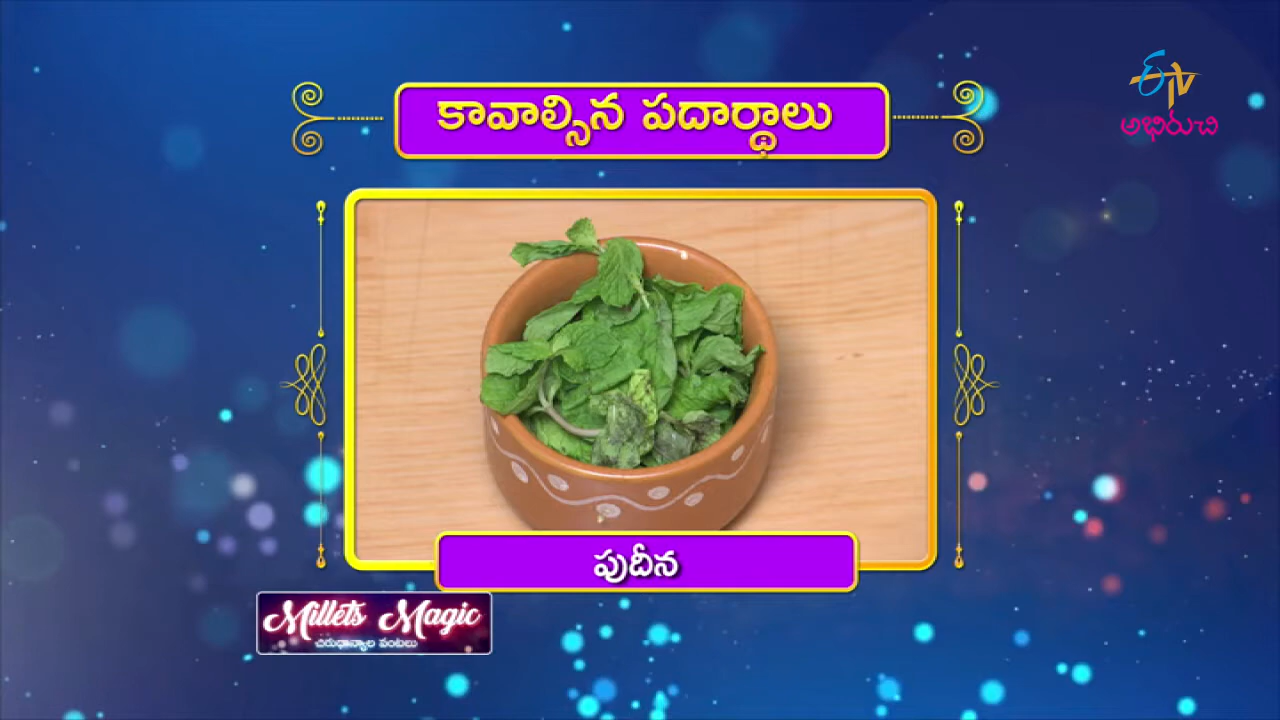 కావాల్సిన పదార్థాలు
ETV
అభిరుచి
పుదీన
Millets Magic
చిరుధాన్యాల వంటలు